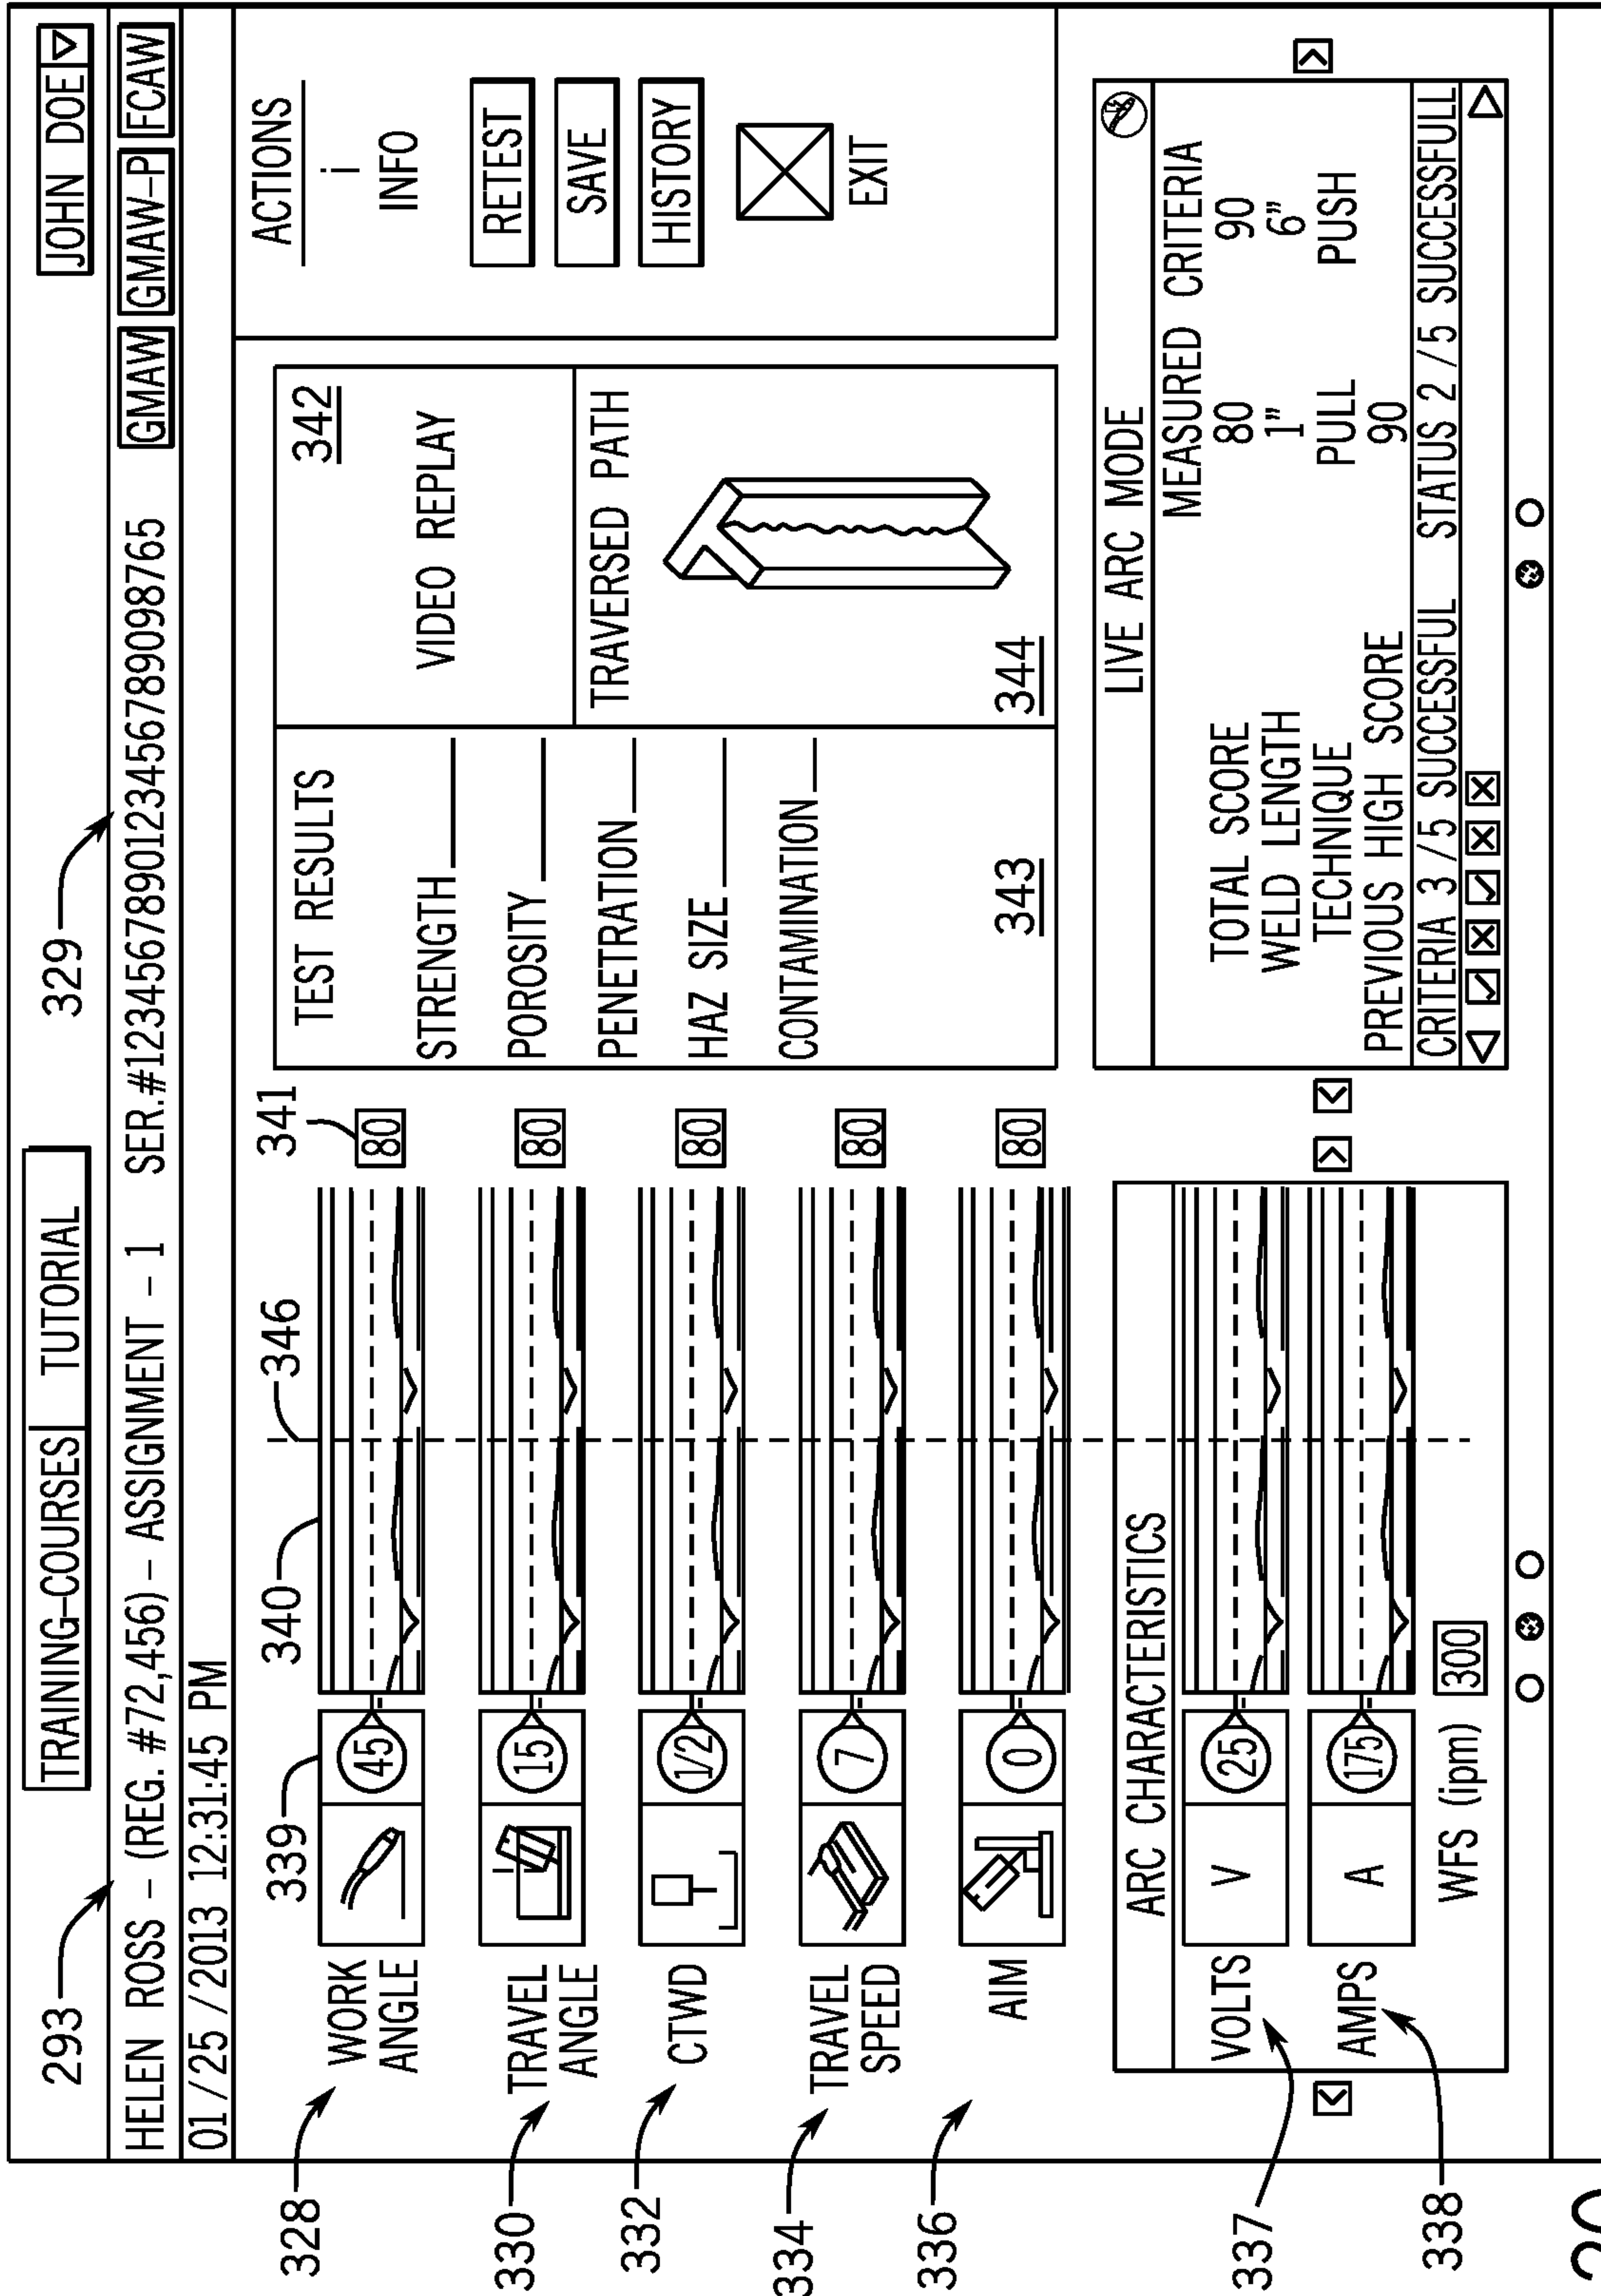 293
329
TRAINING-COURSES TUTORIAL
JOHN DOE
HELEN ROSS - (REG. #72,456) - ASSIGNMENT - 1 SER.#1234567890123456789098765
GMAW GMAW-P FCAW
01/25/2013 12:31:45 PM
328
WORK
ANGLE
339
45
340
346
341
80
330
TRAVEL
ANGLE
15
80
332
CTWD
1/2
80
334
TRAVEL
SPEED
7
80
336
AIM
0
80
TEST RESULTS
STRENGTH
POROSITY
PENETRATION
HAZ SIZE
CONTAMINATION
343
342
VIDEO REPLAY
TRAVERSED PATH
344
ACTIONS
i
INFO
RETEST
SAVE
HISTORY
EXIT
ARC CHARACTERISTICS
337
VOLTS
V
25
338
AMPS
A
175
WFS (ipm) 300
LIVE ARC MODE
MEASURED CRITERIA
TOTAL SCORE 80 90
WELD LENGTH 1" 6"
TECHNIQUE PULL PUSH
PREVIOUS HIGH SCORE 90
CRITERIA 3/5 SUCCESSFUL STATUS 2/5 SUCCESSFULL